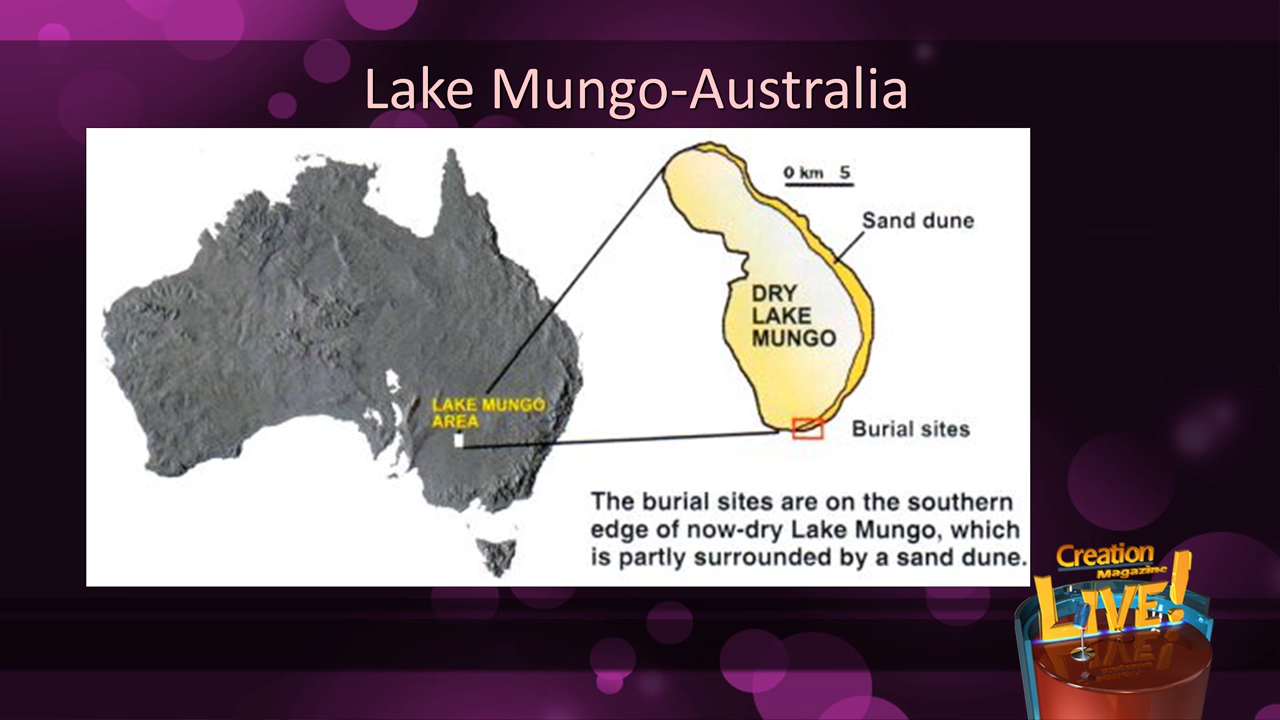 Lake Mungo-Australia
0 km 5
Sand dune
DRY
LAKE
MUNGO
LAKE MUNGO
AREA
Burial sites
The burial sites are on the southern
edge of now-dry Lake Mungo, which
is partly surrounded by a sand dune.
Creation
Magazine
LIVE!